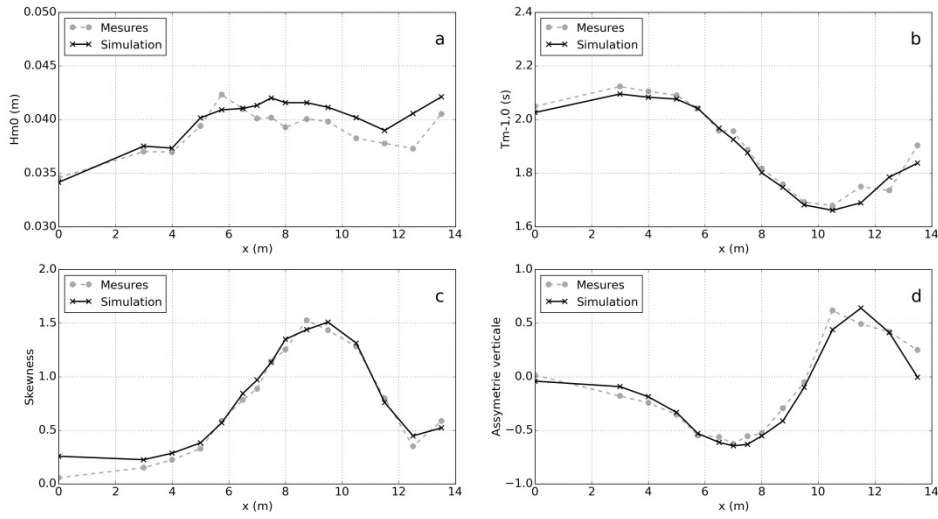 0.050
0.045
0.040
0.035
0.030
Hm0 (m)
Mesures
Simulation
a
0 2 4 6 8 10 12 14
x (m)
2.4
2.2
2.0
1.8
1.6
Tm-1,0 (s)
Mesures
Simulation
b
0 2 4 6 8 10 12 14
x (m)
2.0
1.5
1.0
0.5
0.0
Skewness
Mesures
Simulation
c
0 2 4 6 8 10 12 14
x (m)
1.0
0.5
0.0
−0.5
−1.0
Assymetrie verticale
Mesures
Simulation
d
0 2 4 6 8 10 12 14
x (m)